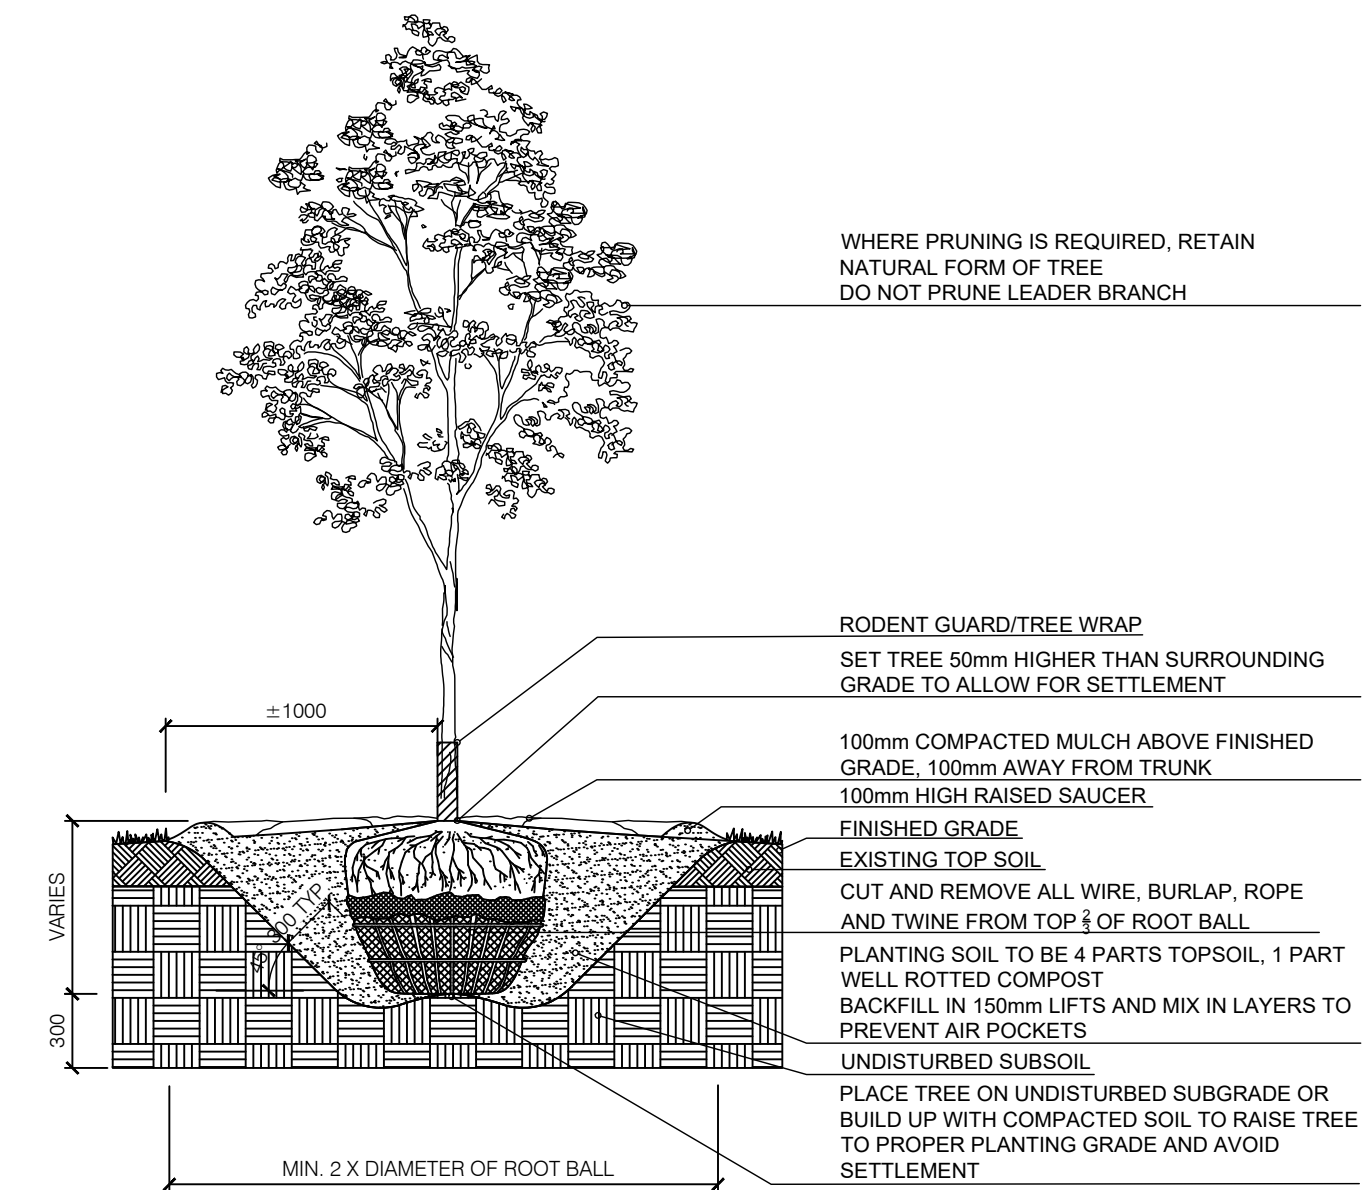 WHERE PRUNING IS REQUIRED, RETAIN
NATURAL FORM OF TREE
DO NOT PRUNE LEADER BRANCH
RODENT GUARD/TREE WRAP
SET TREE 50mm HIGHER THAN SURROUNDING
GRADE TO ALLOW FOR SETTLEMENT
±1000
100mm COMPACTED MULCH ABOVE FINISHED
GRADE, 100mm AWAY FROM TRUNK
100mm HIGH RAISED SAUCER
FINISHED GRADE
EXISTING TOP SOIL
CUT AND REMOVE ALL WIRE, BURLAP, ROPE
AND TWINE FROM TOP 2/3 OF ROOT BALL
VARIES
300 TYP
45°
PLANTING SOIL TO BE 4 PARTS TOPSOIL, 1 PART
WELL ROTTED COMPOST
BACKFILL IN 150mm LIFTS AND MIX IN LAYERS TO
PREVENT AIR POCKETS
300
UNDISTURBED SUBSOIL
PLACE TREE ON UNDISTURBED SUBGRADE OR
BUILD UP WITH COMPACTED SOIL TO RAISE TREE
TO PROPER PLANTING GRADE AND AVOID
SETTLEMENT
MIN. 2 X DIAMETER OF ROOT BALL